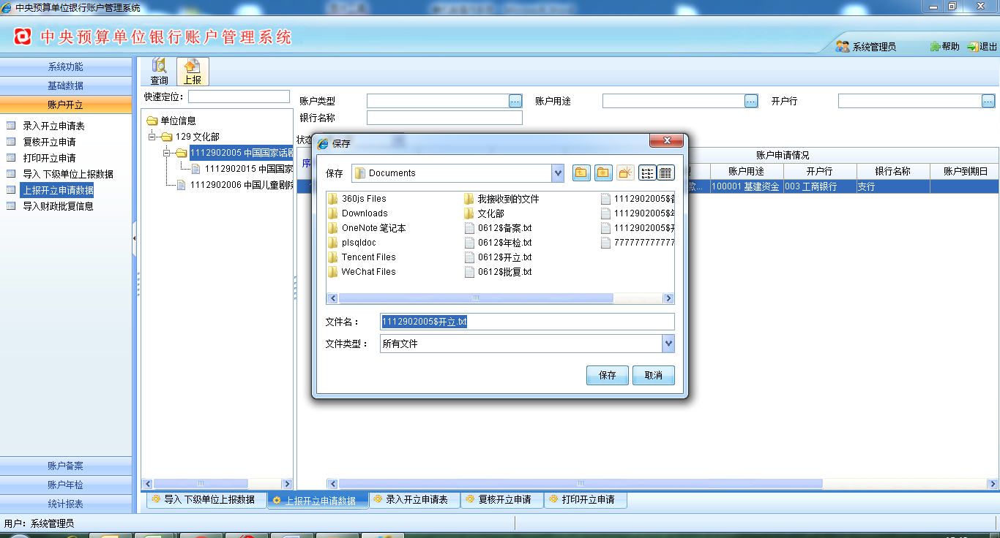 中央预算单位银行账户管理系统
中央预算单位银行账户管理系统
系统管理员 帮助 退出
系统功能
基础数据
账户开立
录入开立申请表
复核开立申请
打印开立申请
导入下级单位上报数据
上报开立申请数据
导入财政批复信息
账户备案
账户年检
统计报表
查询 上报
快速定位：
单位信息
129 文化部
1112902005 中国国家话剧
1112902015 中国国家
1112902006 中国儿童剧院
账户类型 账户用途 开户行
银行名称
状态
序
账户申请情况
型 账户用途 开户行 银行名称 账户到期日
款... 100001 基建资金 003 工商银行 支行
保存
保存 Documents
360js Files
Downloads
OneNote 笔记本
plsqldoc
Tencent Files
WeChat Files
我接收到的文件
文化部
0612$备案.txt
0612$年检.txt
0612$开立.txt
0612$批复.txt
1112902005$备
1112902005$年
1112902005$开
777777777777
文件名： 1112902005$开立.txt
文件类型： 所有文件
保存 取消
导入下级单位上报数据 上报开立申请数据 录入开立申请表 复核开立申请 打印开立申请
用户：系统管理员